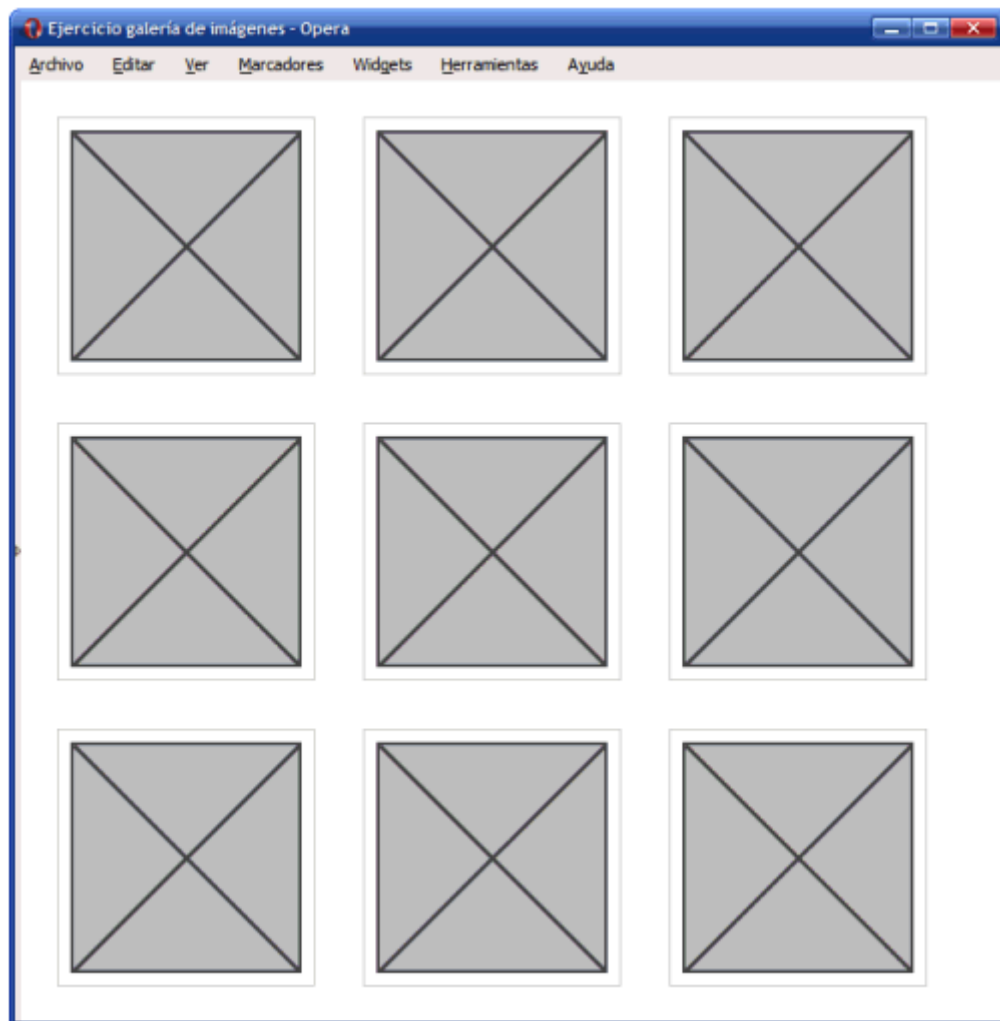 Ejercicio galería de imágenes - Opera
Archivo Editar Ver Marcadores Widgets Herramientas Ayuda